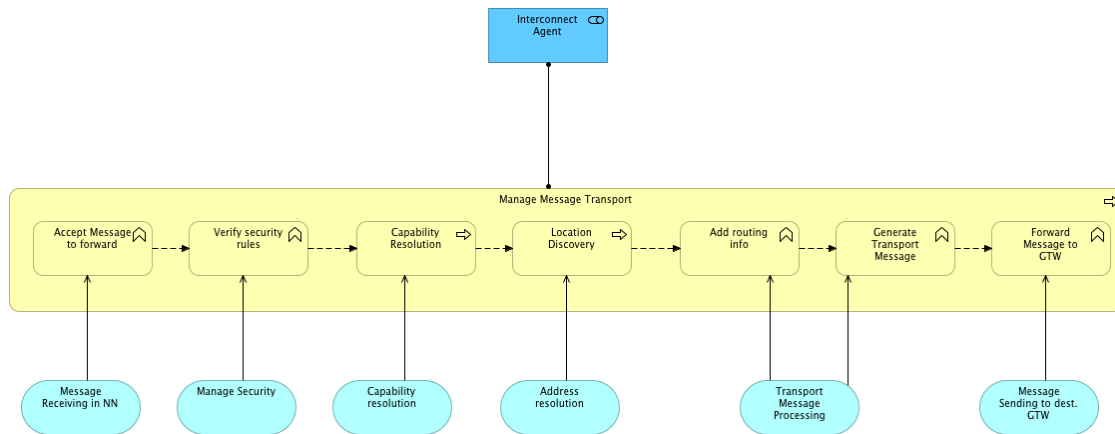 Interconnect
Agent
Manage Message Transport
Accept Message
to forward
Verify security
rules
Capability
Resolution
Location
Discovery
Add routing
info
Generate
Transport
Message
Forward
Message to
GTW
Message
Receiving in NN
Manage Security
Capability
resolution
Address
resolution
Transport
Message
Processing
Message
Sending to dest.
GTW